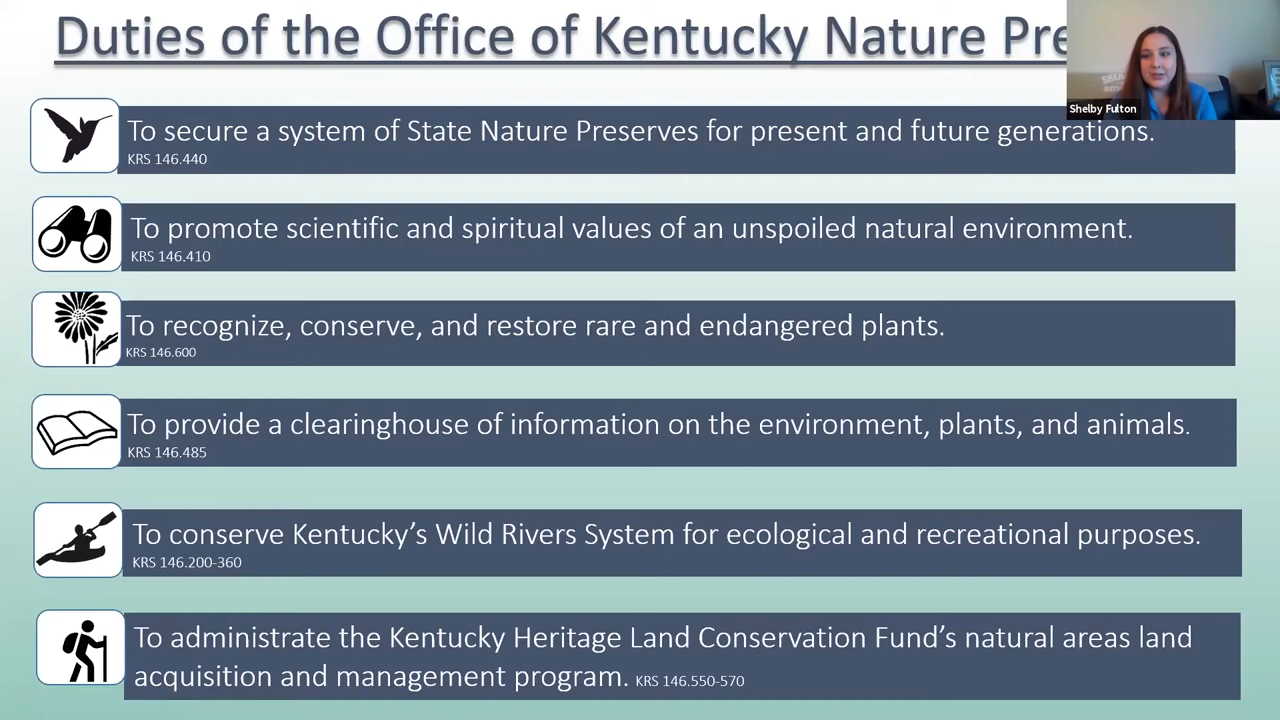 Duties of the Office of Kentucky Nature
Shelby Fulton
To secure a system of State Nature Preserves for present and future generations.
KRS 146.440
To promote scientific and spiritual values of an unspoiled natural environment.
KRS 146.410
To recognize, conserve, and restore rare and endangered plants.
KRS 146.600
To provide a clearinghouse of information on the environment, plants, and animals.
KRS 146.485
To conserve Kentucky’s Wild Rivers System for ecological and recreational purposes.
KRS 146.200-360
To administrate the Kentucky Heritage Land Conservation Fund’s natural areas land
acquisition and management program. KRS 146.550-570